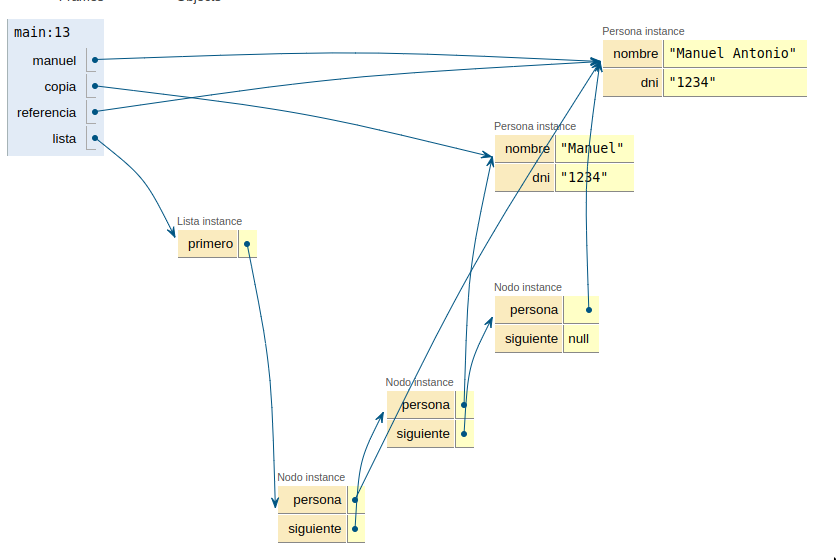 Frames Objects
main:13
manuel
copia
referencia
lista
Persona instance
nombre "Manuel Antonio"
dni "1234"
Persona instance
nombre "Manuel"
dni "1234"
Lista instance
primero
Nodo instance
persona
siguiente null
Nodo instance
persona
siguiente
Nodo instance
persona
siguiente